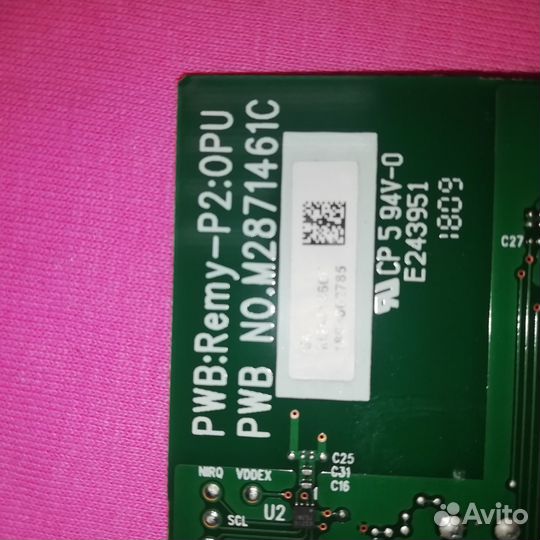 PWB:Remy-P2:OPU
PWB NO.M2871461C
CP 5 94V-0
E243951
1809
C27
C25
C31
C16
NIRQ VDDEX
U2
SCL
Avito